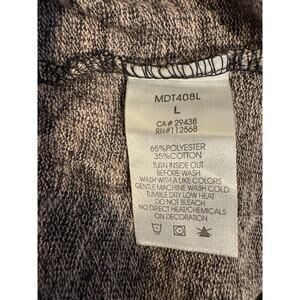 MDT408L
L
CA# 29438
RN#112568
65%POLYESTER
35%COTTON
TURN INSIDE OUT
BEFORE WASH
WASH WITH A LIKE COLORS
GENTLE MACHINE WASH COLD
TUMBLE DRY LOW HEAT
DO NOT BLEACH
NO DIRECT HEAT/CHEMICALS
ON DECORATION